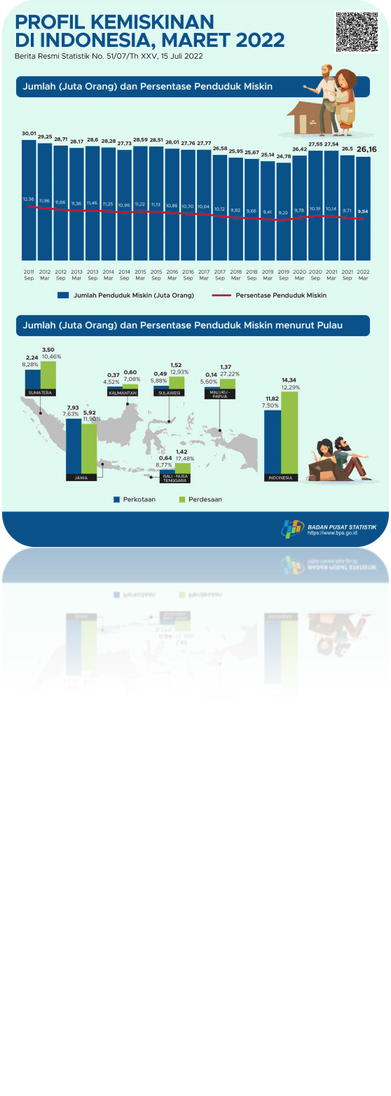 PROFIL KEMISKINAN
DI INDONESIA, MARET 2022
Berita Resmi Statistik No. 51/07/Th XXV, 15 Juli 2022
Jumlah (Juta Orang) dan Persentase Penduduk Miskin
30,01 29,25 28,71 28,17 28,6 28,28 27,73 28,59 28,51 28,01 27,76 27,77 26,58 25,95 25,67 25,14 24,78 26,42 27,55 27,54 26,5 26,16
12,36 11,96 11,66 11,36 11,46 11,25 10,96 11,22 11,13 10,86 10,70 10,64 10,12 9,82 9,66 9,41 9,22 9,78 10,19 10,14 9,71 9,54
2011 2012 2012 2013 2013 2014 2014 2015 2015 2016 2016 2017 2017 2018 2018 2019 2019 2020 2020 2021 2021 2022
Sep Mar Sep Mar Sep Mar Sep Mar Sep Mar Sep Mar Sep Mar Sep Mar Sep Mar Sep Mar Sep Mar
Jumlah Penduduk Miskin (Juta Orang) Persentase Penduduk Miskin
Jumlah (Juta Orang) dan Persentase Penduduk Miskin menurut Pulau
2,24
8,28%
3,50
10,46%
SUMATERA
0,37
4,52%
0,60
7,08%
KALIMANTAN
0,49
5,88%
1,52
12,93%
SULAWESI
0,14
5,60%
1,37
27,22%
MALUKU -
PAPUA
7,93
7,63%
5,92
11,90%
JAWA
0,64
8,77%
1,42
17,48%
BALI - NUSA
TENGGARA
11,82
7,50%
14,34
12,29%
INDONESIA
Perkotaan Perdesaan
BADAN PUSAT STATISTIK
https://www.bps.go.id